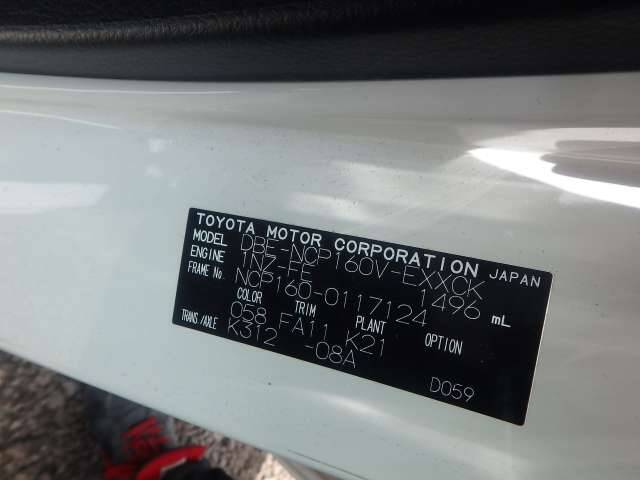 TOYOTA MOTOR CORPORATION JAPAN
MODEL DBE-NCP160V-EXXCK
ENGINE 1NZ-FE 1496 mL
FRAME No. NCP160-0117124
COLOR TRIM PLANT OPTION
058 FA11 K21
TRANS/AXLE K312 -08A
D059